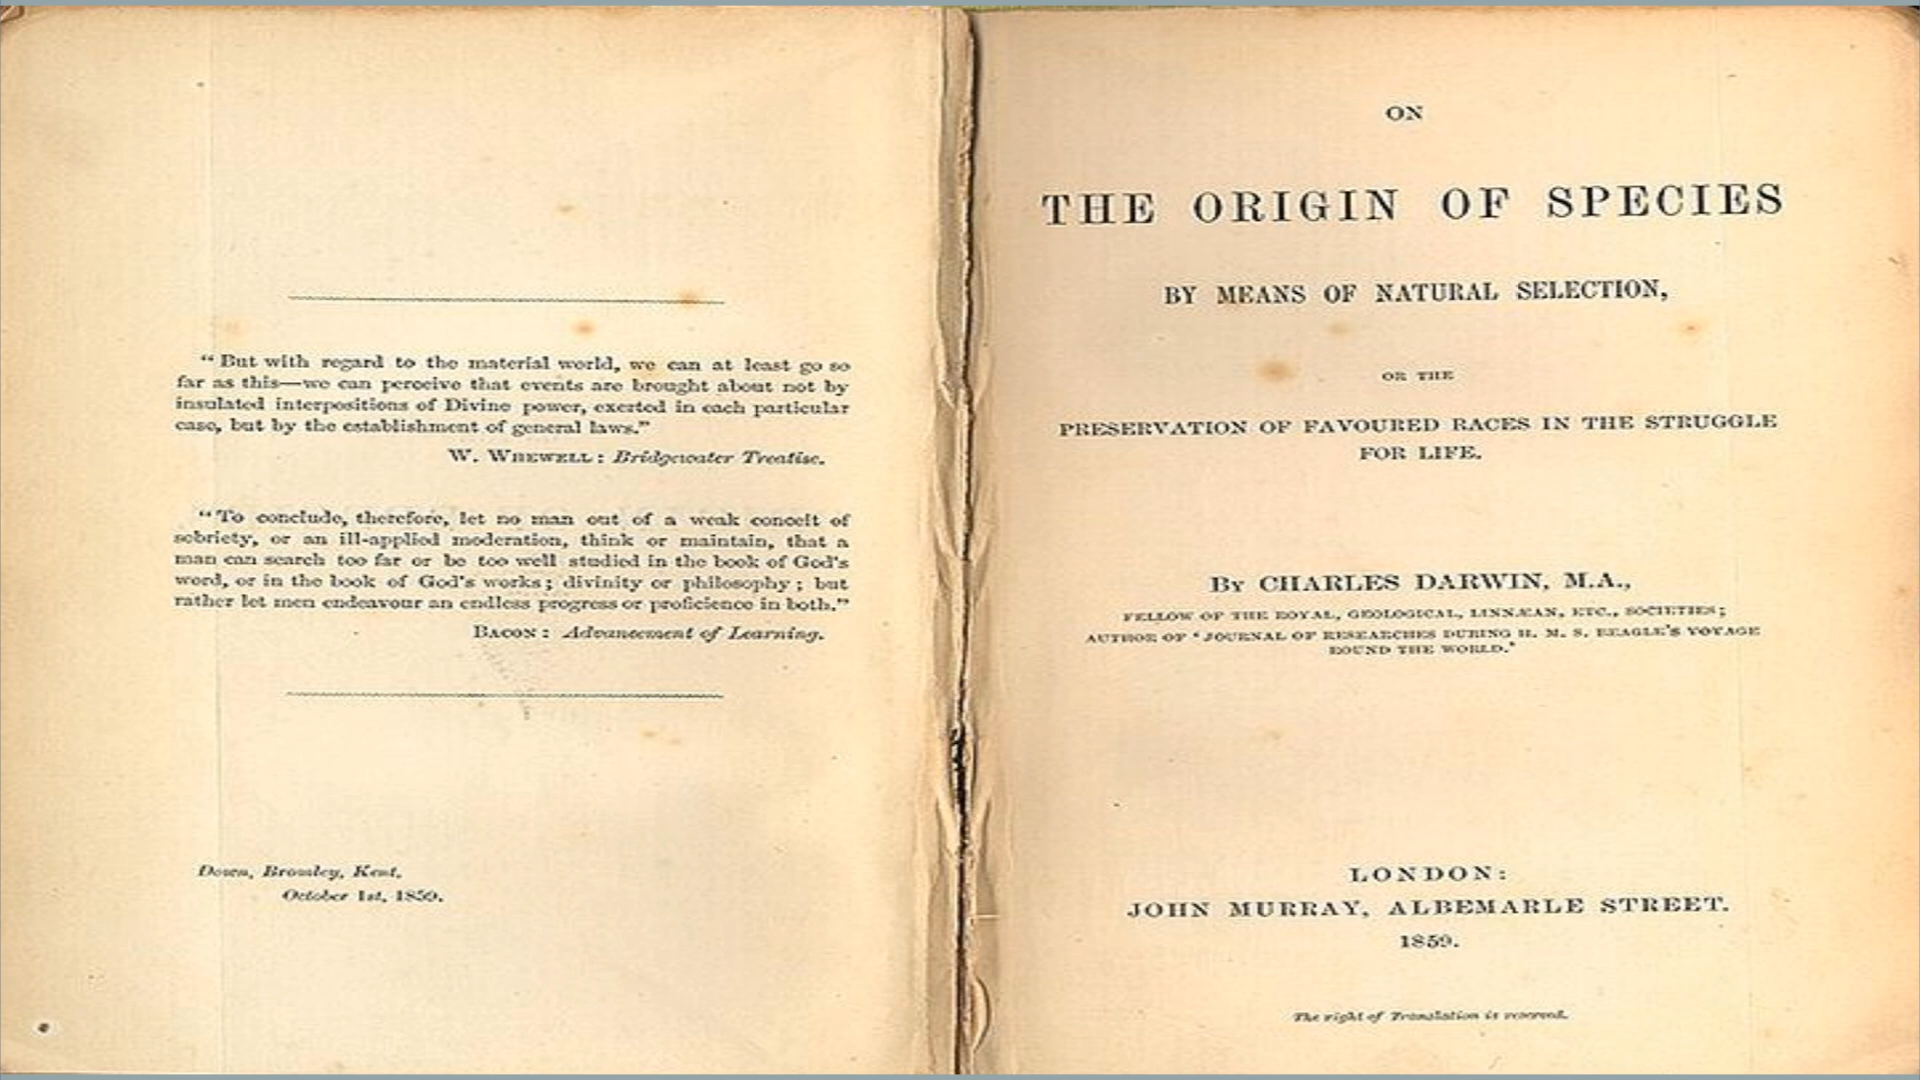 “But with regard to the material world, we can at least go so
far as this—we can perceive that events are brought about not by
insulated interpositions of Divine power, exerted in each particular
case, but by the establishment of general laws.”
W. WHEWELL: Bridgewater Treatise.
“To conclude, therefore, let no man out of a weak conceit of
sobriety, or an ill-applied moderation, think or maintain, that a
man can search too far or be too well studied in the book of God's
word, or in the book of God's works; divinity or philosophy; but
rather let men endeavour an endless progress or proficience in both.”
BACON: Advancement of Learning.
Down, Bromley, Kent,
October 1st, 1859.
ON
THE ORIGIN OF SPECIES
BY MEANS OF NATURAL SELECTION,
OR THE
PRESERVATION OF FAVOURED RACES IN THE STRUGGLE
FOR LIFE.
By CHARLES DARWIN, M.A.,
FELLOW OF THE ROYAL, GEOLOGICAL, LINNÆAN, ETC., SOCIETIES;
AUTHOR OF ‘JOURNAL OF RESEARCHES DURING H. M. S. BEAGLE'S VOYAGE
ROUND THE WORLD.’
LONDON:
JOHN MURRAY, ALBEMARLE STREET.
1859.
The right of Translation is reserved.